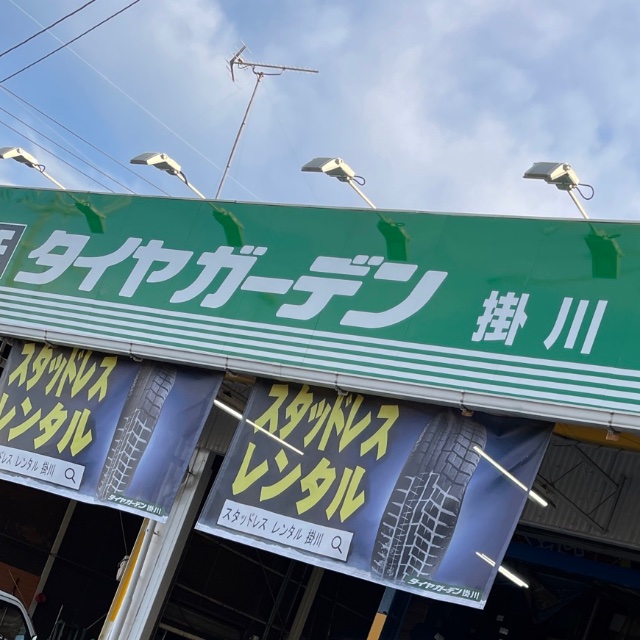 タイヤガーデン 掛川
スタッドレス
レンタル
ドレス レンタル 掛川
タイヤガーデン掛川
スタッドレス
レンタル
スタッドレス レンタル 掛川
タイヤガーデン掛川